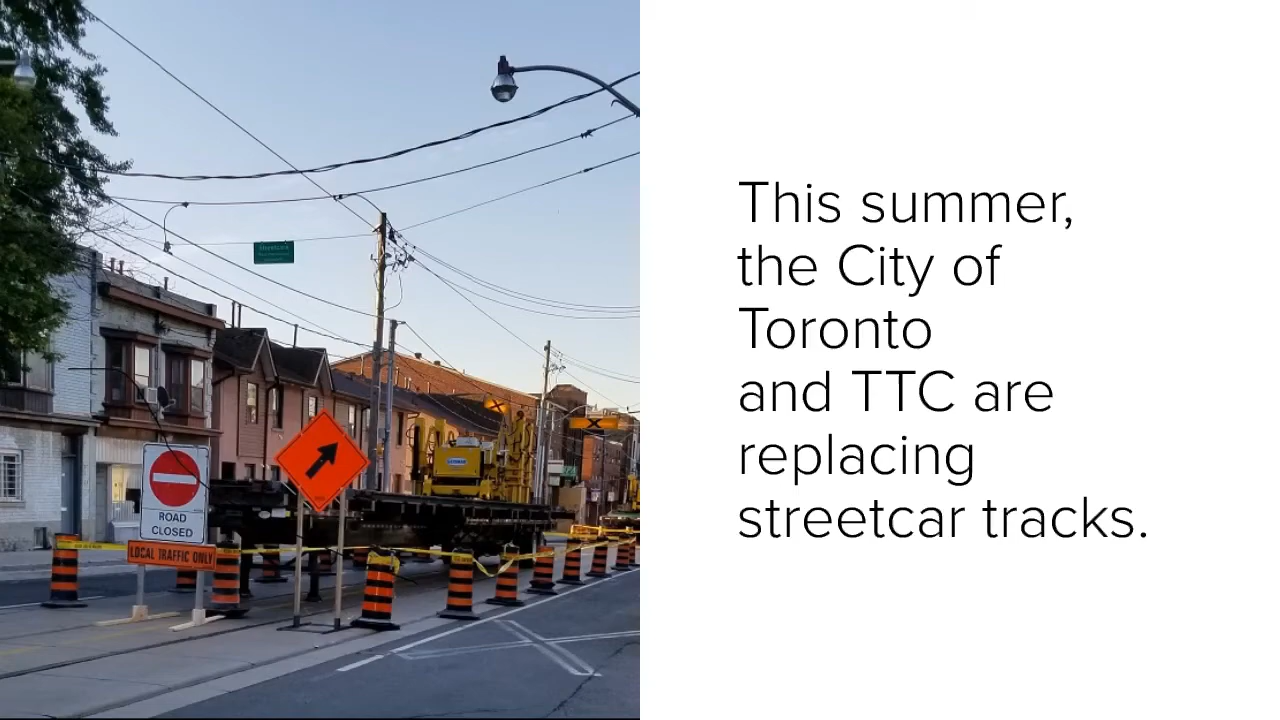 ROAD
CLOSED
LOCAL TRAFFIC ONLY
This summer,
the City of
Toronto
and TTC are
replacing
streetcar tracks.